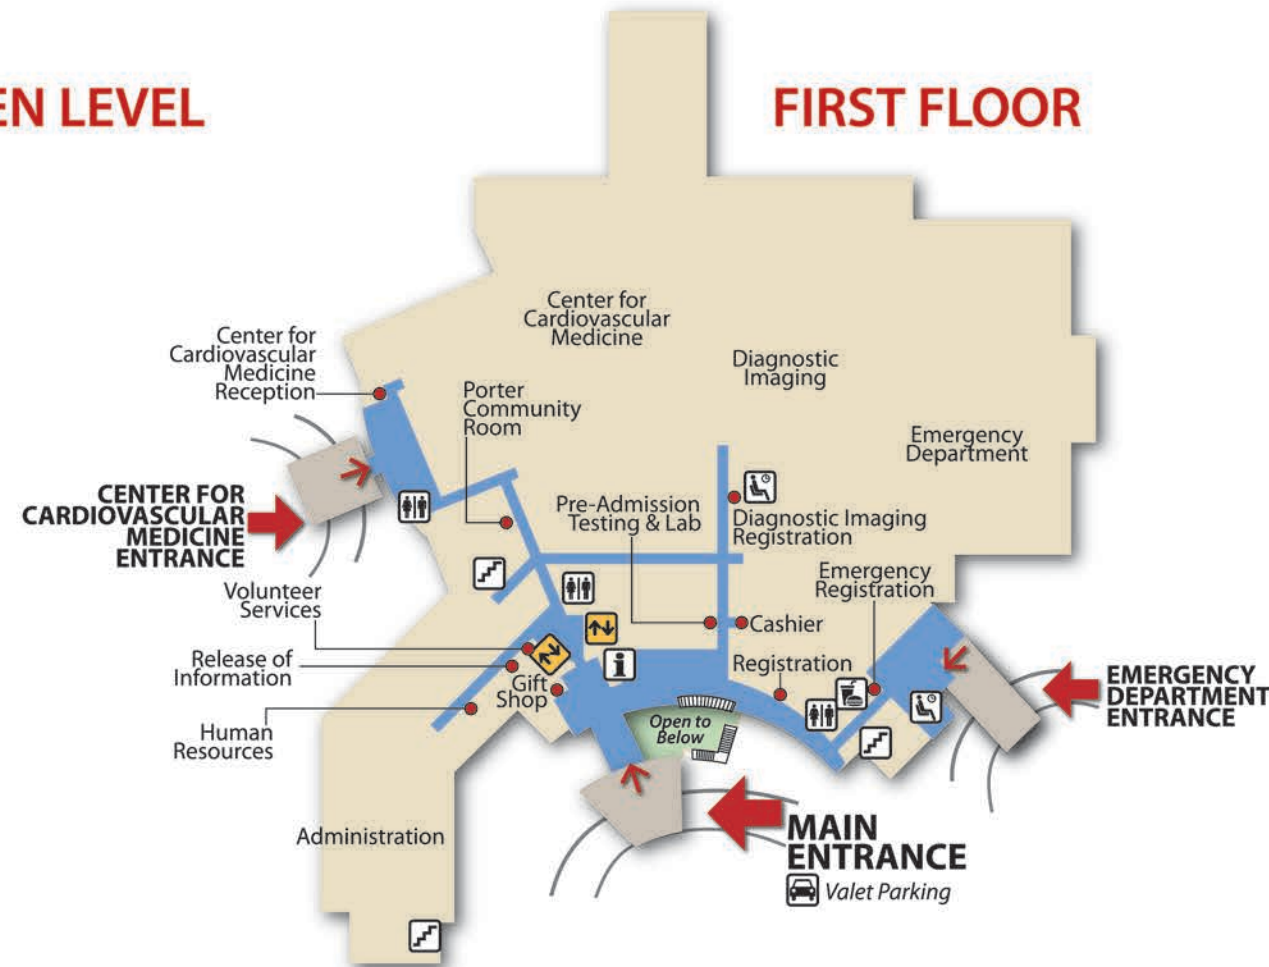 EN LEVEL
FIRST FLOOR
Center for
Cardiovascular
Medicine
Center for
Cardiovascular
Medicine
Reception
Diagnostic
Imaging
Porter
Community
Room
Emergency
Department
CENTER FOR
CARDIOVASCULAR
MEDICINE
ENTRANCE
Pre-Admission
Testing & Lab
Diagnostic Imaging
Registration
Emergency
Registration
Volunteer
Services
Cashier
Release of
Information
Registration
Gift
Shop
EMERGENCY
DEPARTMENT
ENTRANCE
Human
Resources
Open to
Below
Administration
MAIN
ENTRANCE
Valet Parking